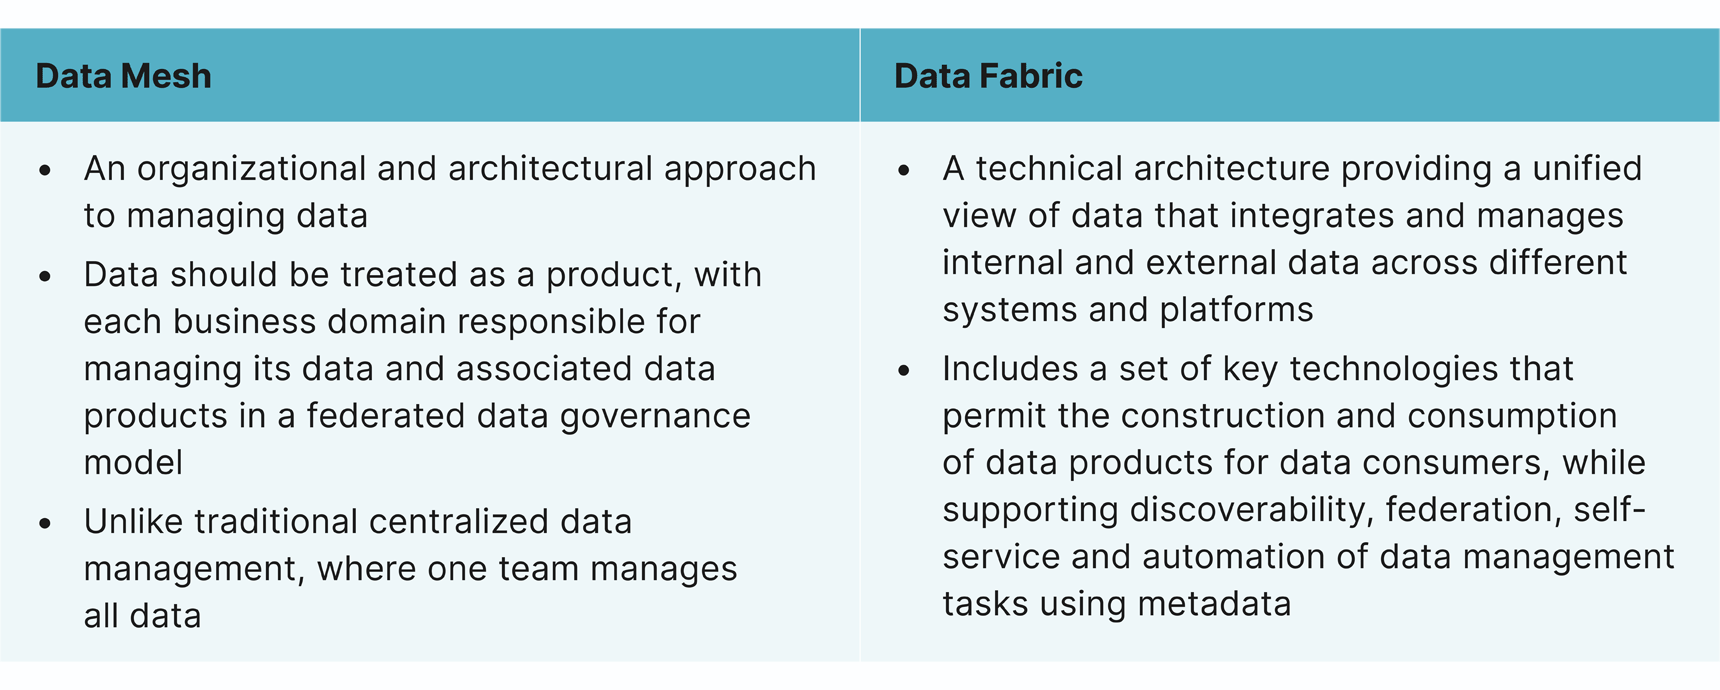 Data Mesh
• An organizational and architectural approach
to managing data
• Data should be treated as a product, with
each business domain responsible for
managing its data and associated data
products in a federated data governance
model
• Unlike traditional centralized data
management, where one team manages
all data
Data Fabric
• A technical architecture providing a unified
view of data that integrates and manages
internal and external data across different
systems and platforms
• Includes a set of key technologies that
permit the construction and consumption
of data products for data consumers, while
supporting discoverability, federation, self-
service and automation of data management
tasks using metadata